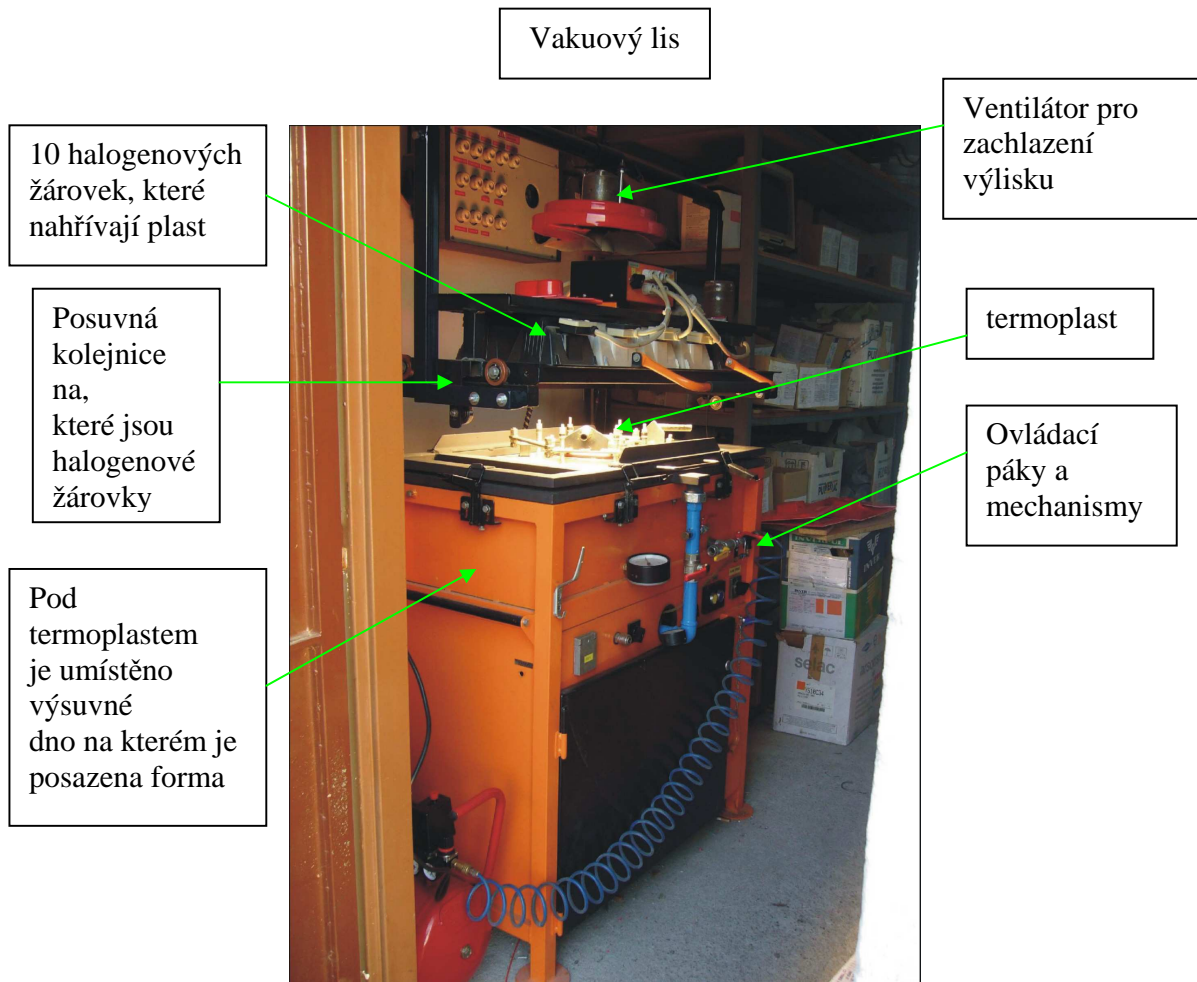 Vakuový lis
10 halogenových
žárovek, které
nahřívají plast
Ventilátor pro
zachlazení
výlisku
Posuvná
kolejnice
na,
které jsou
halogenové
žárovky
termoplast
Ovládací
páky a
mechanismy
Pod
termoplastem
je umístěno
výsuvné
dno na kterém je
posazena forma
selac